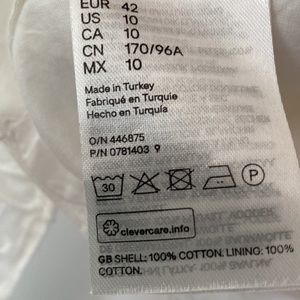 EUR 42
US 10
CA 10
CN 170/96A
MX 10
Made in Turkey
Fabriqué en Turquie
Hecho en Turquía
O/N 446875
P/N 0781403 9
30
P
clevercare.info
GB SHELL: 100% COTTON. LINING: 100%
COTTON.